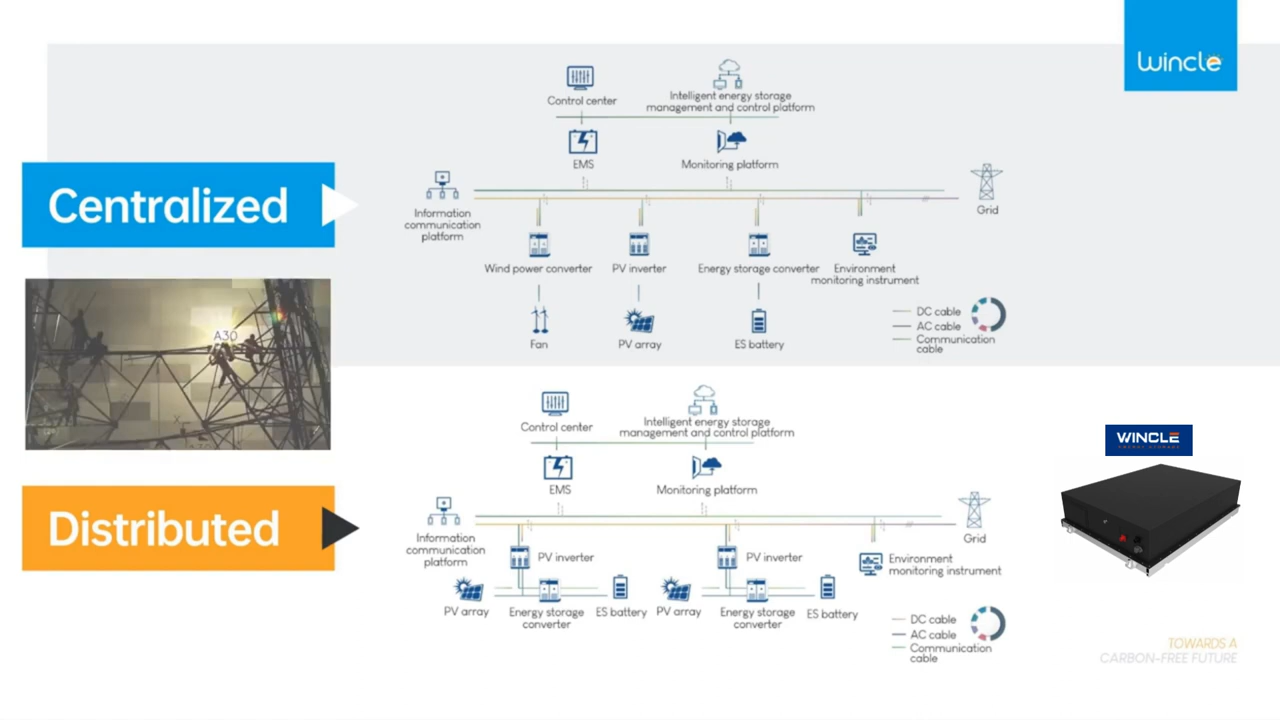 wincle
Control center
Intelligent energy storage
management and control platform
EMS
Monitoring platform
Centralized
Information
communication
platform
Grid
Wind power converter
PV inverter
Energy storage converter
Environment
monitoring instrument
DC cable
AC cable
Communication
cable
Fan
PV array
ES battery
A30
Control center
Intelligent energy storage
management and control platform
EMS
Monitoring platform
WINCLE
Distributed
Information
communication
platform
PV inverter
PV inverter
Grid
Environment
monitoring instrument
PV array
Energy storage
converter
ES battery
PV array
Energy storage
converter
ES battery
DC cable
AC cable
Communication
cable
TOWARDS A
CARBON-FREE FUTURE